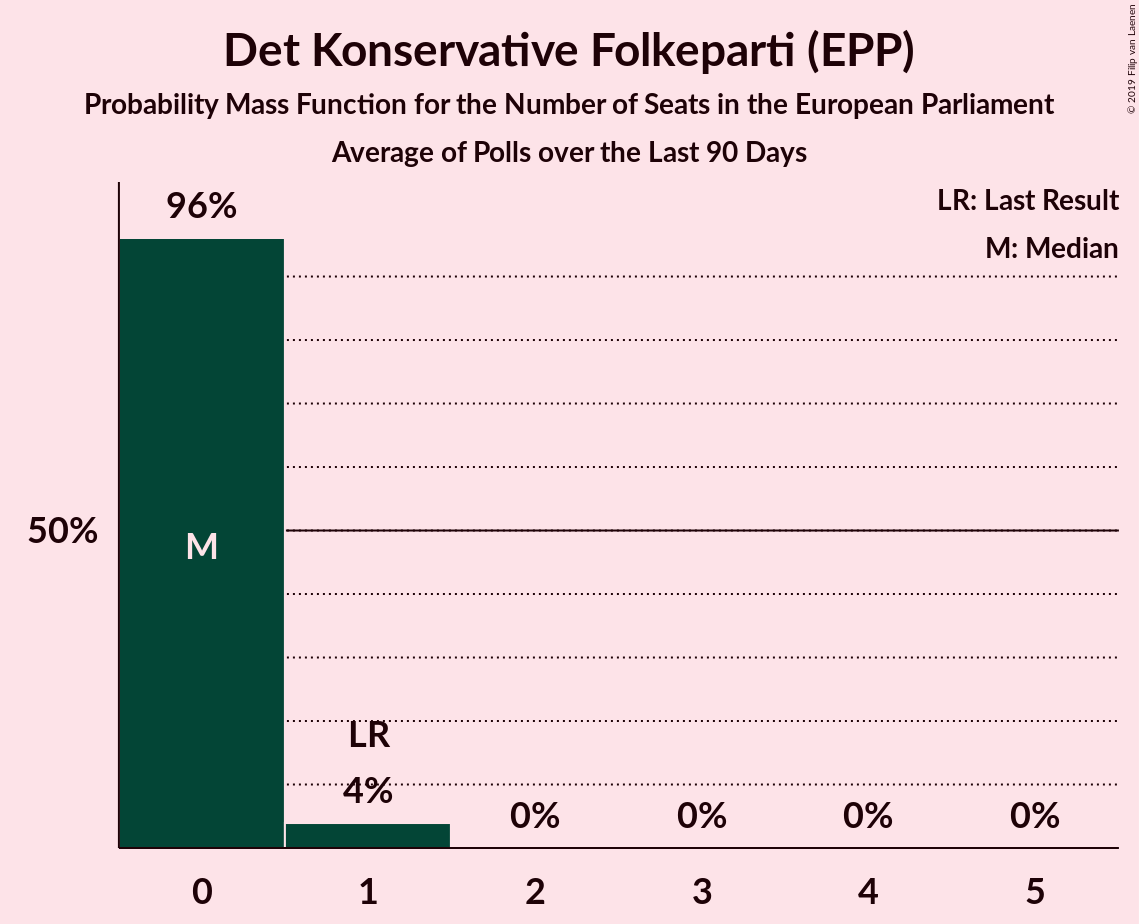 Det Konservative Folkeparti (EPP)
Probability Mass Function for the Number of Seats in the European Parliament
Average of Polls over the Last 90 Days
© 2019 Filip van Laenen
LR: Last Result
M: Median
96%
50%
M
LR
4%
0%
0%
0%
0%
0
1
2
3
4
5